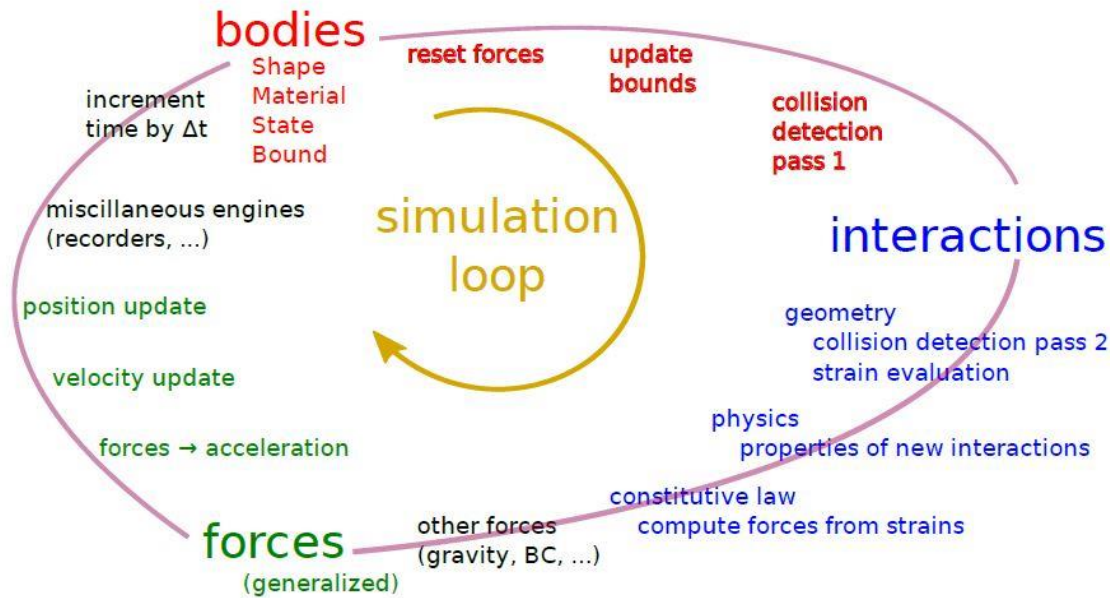 bodies
Shape
Material
State
Bound
reset forces
update
bounds
collision
detection
pass 1
interactions
geometry
collision detection pass 2
strain evaluation
physics
properties of new interactions
constitutive law
compute forces from strains
other forces
(gravity, BC, ...)
forces
(generalized)
forces → acceleration
velocity update
position update
miscillaneous engines
(recorders, ...)
increment
time by Δt
simulation
loop